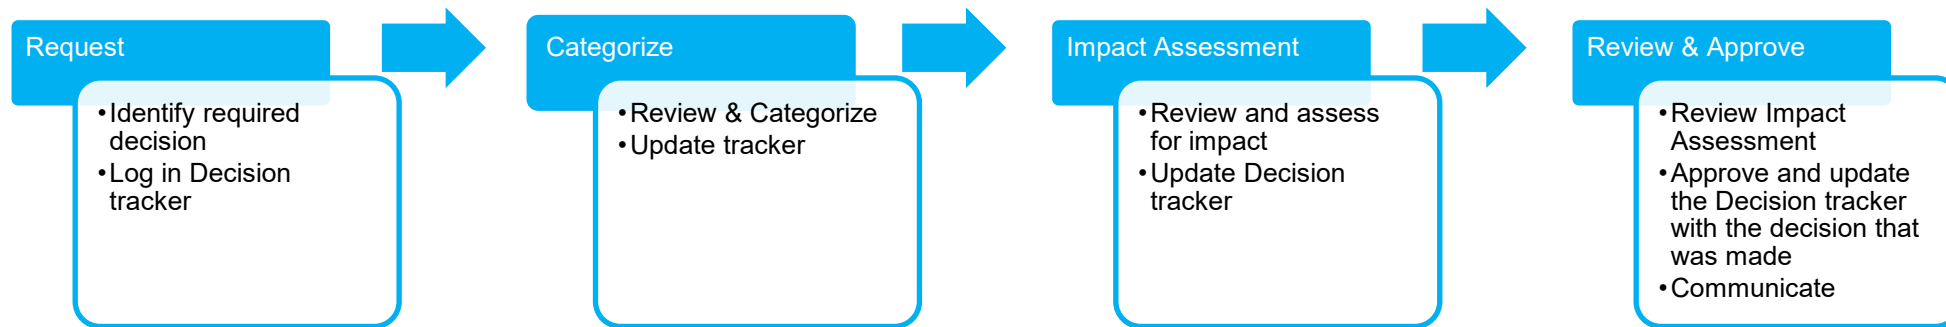 Request
•Identify required
decision
•Log in Decision
tracker
Categorize
•Review & Categorize
•Update tracker
Impact Assessment
•Review and assess
for impact
•Update Decision
tracker
Review & Approve
•Review Impact
Assessment
•Approve and update
the Decision tracker
with the decision that
was made
•Communicate